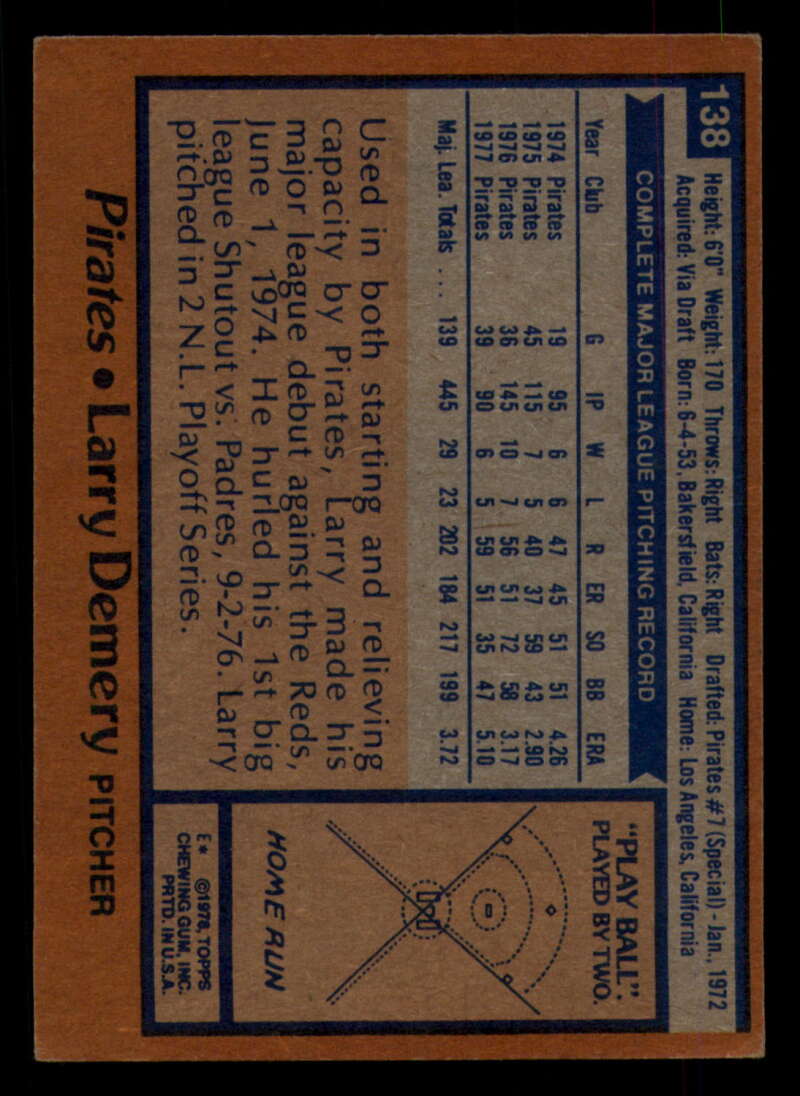 138
Height: 6'0" Weight: 170 Throws: Right Bats: Right Drafted: Pirates #7 (Special) - Jan., 1972
Acquired: Via Draft Born: 6-4-53, Bakersfield, California Home: Los Angeles, California
COMPLETE MAJOR LEAGUE PITCHING RECORD
Year Club G IP W L R ER SO BB ERA
1974 Pirates 19 95 6 6 47 45 51 51 4.26
1975 Pirates 45 115 7 5 40 37 59 43 2.90
1976 Pirates 36 145 10 7 56 51 72 58 3.17
1977 Pirates 39 90 6 5 59 51 35 47 5.10
Maj. Lea. Totals ... 139 445 29 23 202 184 217 199 3.72
Used in both starting and relieving
capacity by Pirates, Larry made his
major league debut against the Reds,
June 1, 1974. He hurled his 1st big
league Shutout vs. Padres, 9-2-76. Larry
pitched in 2 N.L. Playoff Series.
"PLAY BALL".
PLAYED BY TWO.
HOME RUN
E* ©1978, TOPPS
CHEWING GUM, INC.
PRTD. IN U.S.A.
Pirates • Larry Demery PITCHER